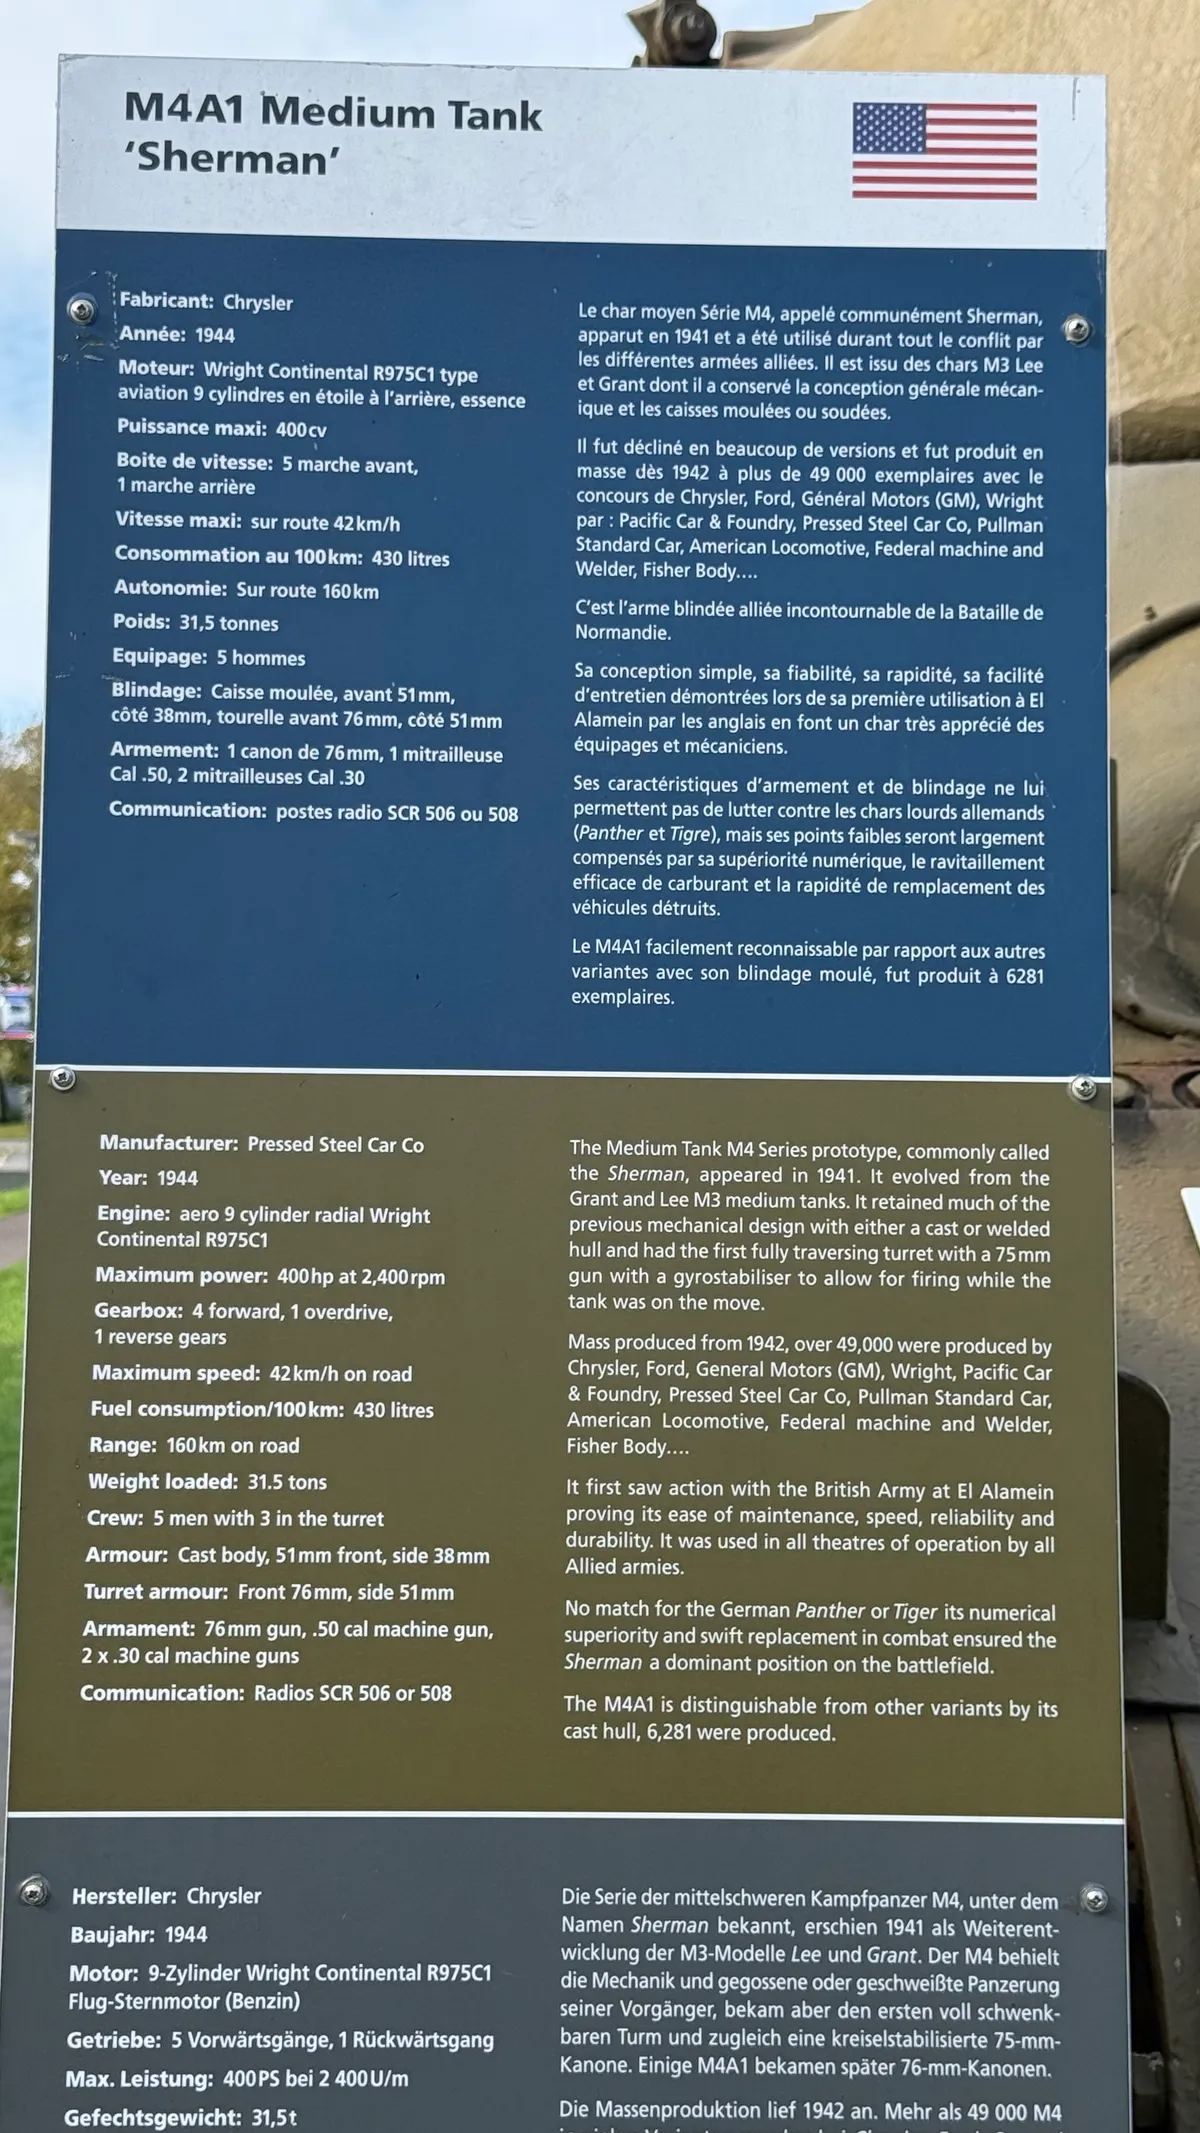 M4A1 Medium Tank
‘Sherman’
Fabricant: Chrysler
Année: 1944
Moteur: Wright Continental R975C1 type
aviation 9 cylindres en étoile à l’arrière, essence
Puissance maxi: 400cv
Boite de vitesse: 5 marche avant,
1 marche arrière
Vitesse maxi: sur route 42km/h
Consommation au 100km: 430 litres
Autonomie: Sur route 160km
Poids: 31,5 tonnes
Equipage: 5 hommes
Blindage: Caisse moulée, avant 51mm,
côté 38mm, tourelle avant 76mm, côté 51mm
Armement: 1 canon de 76mm, 1 mitrailleuse
Cal .50, 2 mitrailleuses Cal .30
Communication: postes radio SCR 506 ou 508
Le char moyen Série M4, appelé communément Sherman,
apparut en 1941 et a été utilisé durant tout le conflit par
les différentes armées alliées. Il est issu des chars M3 Lee
et Grant dont il a conservé la conception générale mécan-
ique et les caisses moulées ou soudées.
Il fut décliné en beaucoup de versions et fut produit en
masse dès 1942 à plus de 49 000 exemplaires avec le
concours de Chrysler, Ford, Général Motors (GM), Wright
par : Pacific Car & Foundry, Pressed Steel Car Co, Pullman
Standard Car, American Locomotive, Federal machine and
Welder, Fisher Body....
C’est l’arme blindée alliée incontournable de la Bataille de
Normandie.
Sa conception simple, sa fiabilité, sa rapidité, sa facilité
d’entretien démontrées lors de sa première utilisation à El
Alamein par les anglais en font un char très apprécié des
équipages et mécaniciens.
Ses caractéristiques d’armement et de blindage ne lui
permettent pas de lutter contre les chars lourds allemands
(Panther et Tigre), mais ses points faibles seront largement
compensés par sa supériorité numérique, le ravitaillement
efficace de carburant et la rapidité de remplacement des
véhicules détruits.
Le M4A1 facilement reconnaissable par rapport aux autres
variantes avec son blindage moulé, fut produit à 6281
exemplaires.
Manufacturer: Pressed Steel Car Co
Year: 1944
Engine: aero 9 cylinder radial Wright
Continental R975C1
Maximum power: 400hp at 2,400rpm
Gearbox: 4 forward, 1 overdrive,
1 reverse gears
Maximum speed: 42km/h on road
Fuel consumption/100km: 430 litres
Range: 160km on road
Weight loaded: 31.5 tons
Crew: 5 men with 3 in the turret
Armour: Cast body, 51mm front, side 38mm
Turret armour: Front 76mm, side 51mm
Armament: 76mm gun, .50 cal machine gun,
2 x .30 cal machine guns
Communication: Radios SCR 506 or 508
The Medium Tank M4 Series prototype, commonly called
the Sherman, appeared in 1941. It evolved from the
Grant and Lee M3 medium tanks. It retained much of the
previous mechanical design with either a cast or welded
hull and had the first fully traversing turret with a 75mm
gun with a gyrostabiliser to allow for firing while the
tank was on the move.
Mass produced from 1942, over 49,000 were produced by
Chrysler, Ford, General Motors (GM), Wright, Pacific Car
& Foundry, Pressed Steel Car Co, Pullman Standard Car,
American Locomotive, Federal machine and Welder,
Fisher Body....
It first saw action with the British Army at El Alamein
proving its ease of maintenance, speed, reliability and
durability. It was used in all theatres of operation by all
Allied armies.
No match for the German Panther or Tiger its numerical
superiority and swift replacement in combat ensured the
Sherman a dominant position on the battlefield.
The M4A1 is distinguishable from other variants by its
cast hull, 6,281 were produced.
Hersteller: Chrysler
Baujahr: 1944
Motor: 9-Zylinder Wright Continental R975C1
Flug-Sternmotor (Benzin)
Getriebe: 5 Vorwärtsgänge, 1 Rückwärtsgang
Max. Leistung: 400PS bei 2 400U/m
Gefechtsgewicht: 31,5t
Die Serie der mittelschweren Kampfpanzer M4, unter dem
Namen Sherman bekannt, erschien 1941 als Weiterent-
wicklung der M3-Modelle Lee und Grant. Der M4 behielt
die Mechanik und gegossene oder geschweißte Panzerung
seiner Vorgänger, bekam aber den ersten voll schwenk-
baren Turm und zugleich eine kreiselstabilisierte 75-mm-
Kanone. Einige M4A1 bekamen später 76-mm-Kanonen.
Die Massenproduktion lief 1942 an. Mehr als 49 000 M4